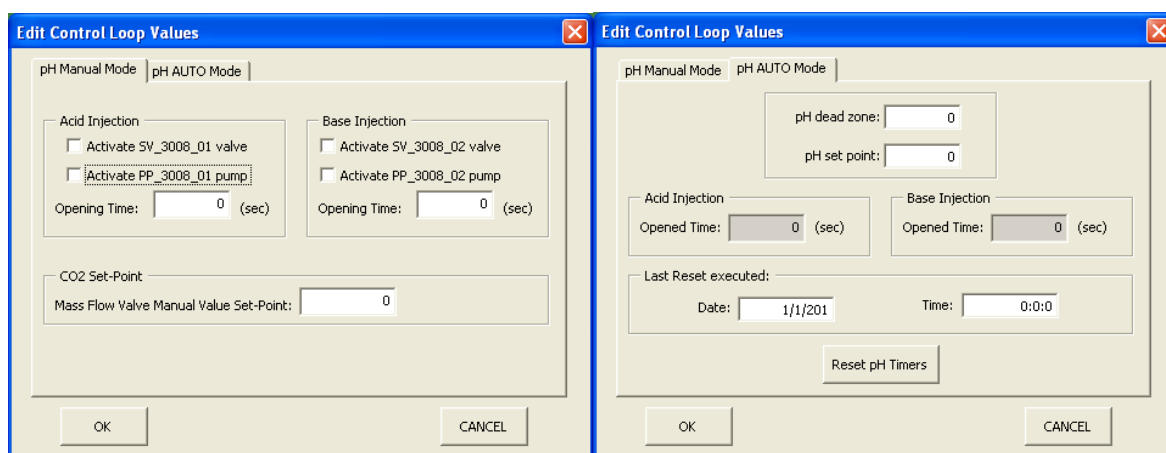 Edit Control Loop Values
pH Manual Mode pH AUTO Mode
Acid Injection
Activate SV_3008_01 valve
Activate PP_3008_01 pump
Opening Time: 0 (sec)
Base Injection
Activate SV_3008_02 valve
Activate PP_3008_02 pump
Opening Time: 0 (sec)
CO2 Set-Point
Mass Flow Valve Manual Value Set-Point: 0
OK CANCEL
Edit Control Loop Values
pH Manual Mode pH AUTO Mode
pH dead zone: 0
pH set point: 0
Acid Injection
Opened Time: 0 (sec)
Base Injection
Opened Time: 0 (sec)
Last Reset executed:
Date: 1/1/201 Time: 0:0:0
Reset pH Timers
OK CANCEL